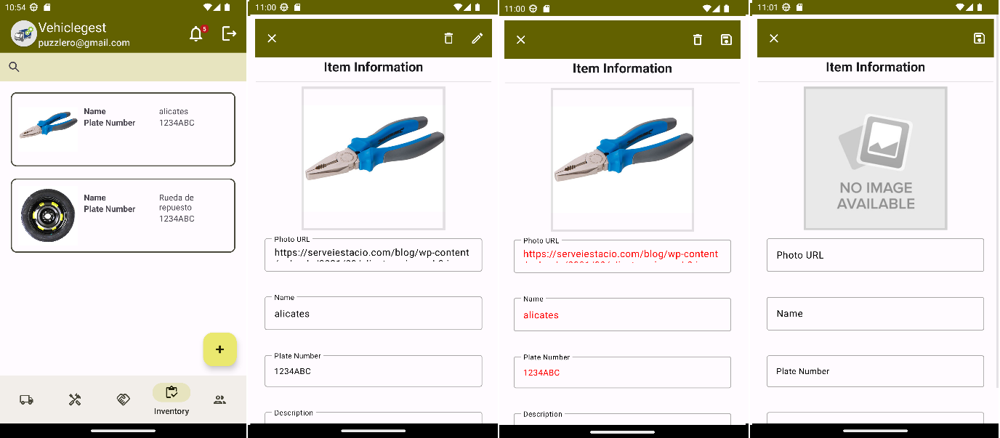 10:54
Vehiclegest
5
puzzlero@gmail.com
Name alicates
Plate Number 1234ABC
Name Rueda de
repuesto
Plate Number 1234ABC
+
Inventory
11:00
Item Information
Photo URL
https://serveiestacio.com/blog/wp-content
Name
alicates
Plate Number
1234ABC
Description
11:00
Item Information
Photo URL
https://serveiestacio.com/blog/wp-content
Name
alicates
Plate Number
1234ABC
Description
11:01
Item Information
NO IMAGE
AVAILABLE
Photo URL
Name
Plate Number